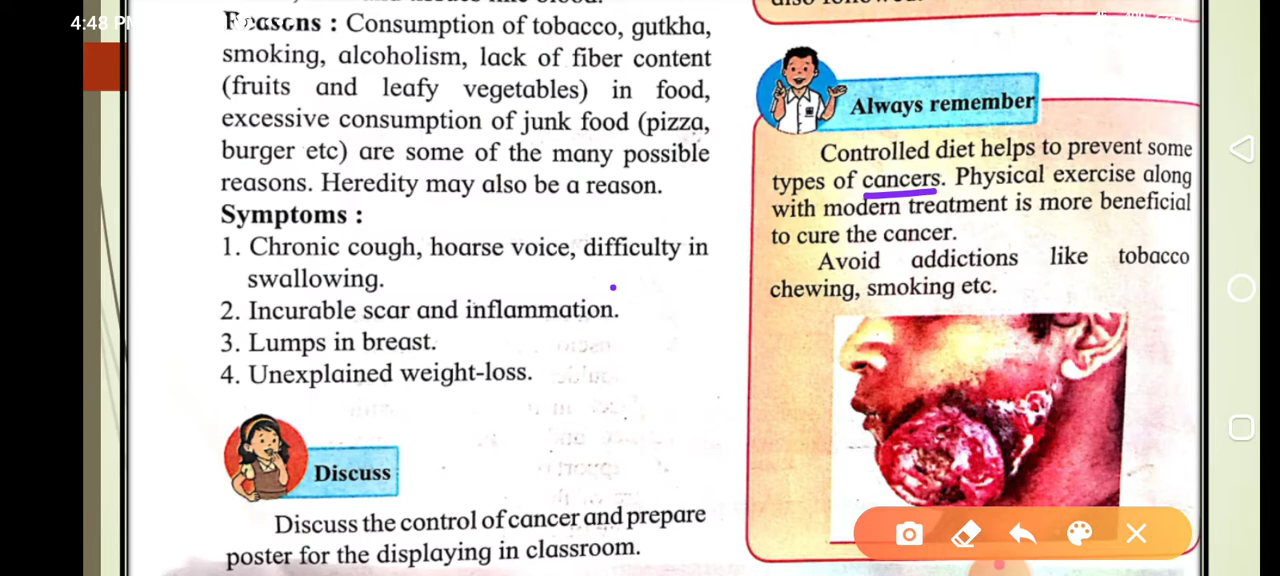 4:48 PM
Reasons : Consumption of tobacco, gutkha,
smoking, alcoholism, lack of fiber content
(fruits and leafy vegetables) in food,
excessive consumption of junk food (pizza,
burger etc) are some of the many possible
reasons. Heredity may also be a reason.
Symptoms :
1. Chronic cough, hoarse voice, difficulty in
swallowing.
2. Incurable scar and inflammation.
3. Lumps in breast.
4. Unexplained weight-loss.
Discuss
Discuss the control of cancer and prepare
poster for the displaying in classroom.
Always remember
Controlled diet helps to prevent some
types of cancers. Physical exercise along
with modern treatment is more beneficial
to cure the cancer.
Avoid addictions like tobacco
chewing, smoking etc.